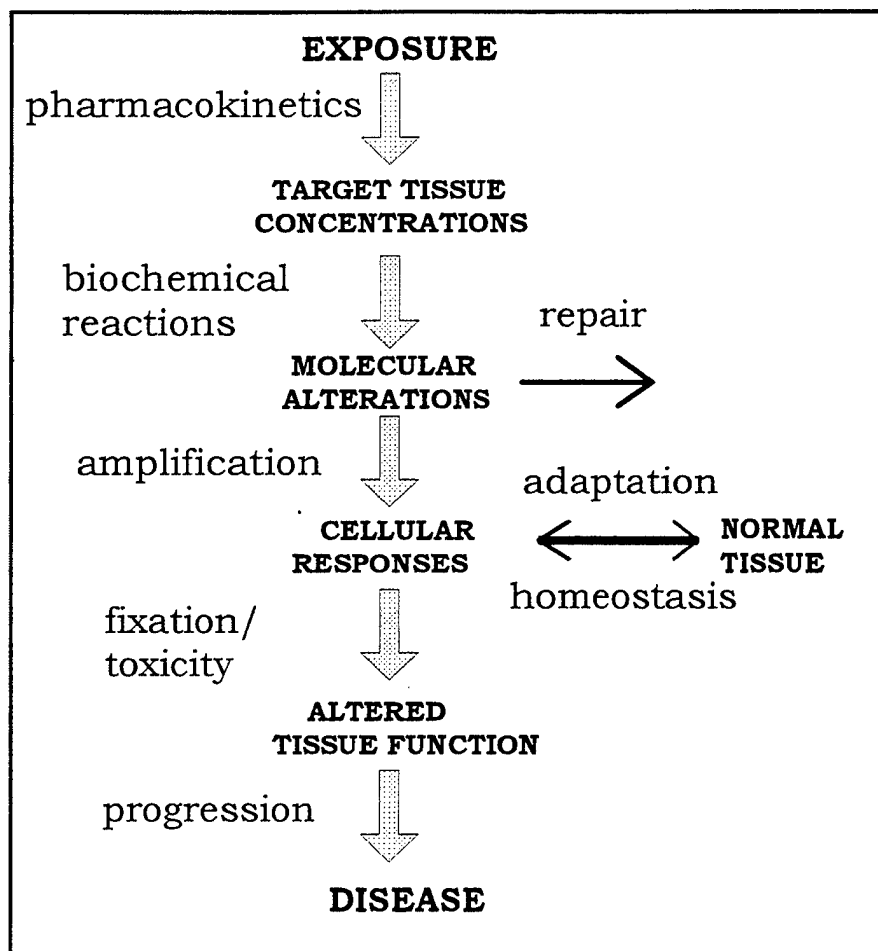 EXPOSURE
pharmacokinetics
TARGET TISSUE
CONCENTRATIONS
biochemical
reactions
repair
MOLECULAR
ALTERATIONS
amplification
adaptation
CELLULAR
RESPONSES
NORMAL
TISSUE
homeostasis
fixation/
toxicity
ALTERED
TISSUE FUNCTION
progression
DISEASE